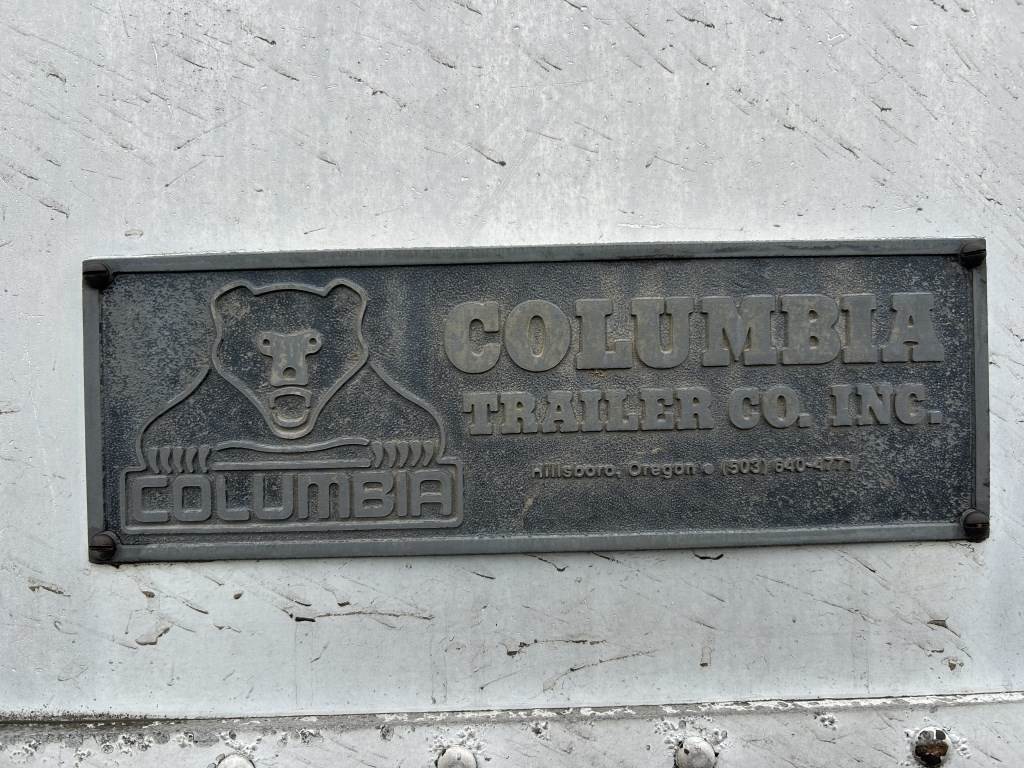 COLUMBIA
COLUMBIA
TRAILER CO. INC.
Hillsboro, Oregon • (503) 640-4771